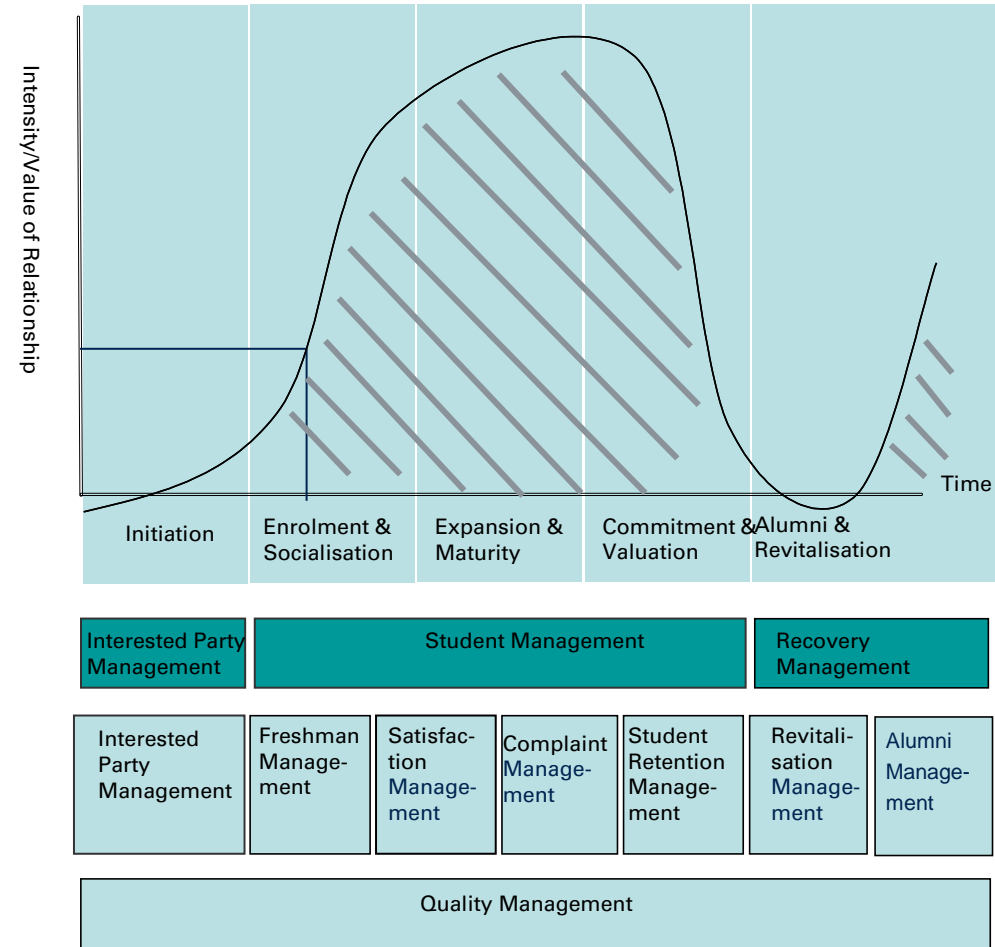 Intensity/Value of Relationship
Time
Initiation
Enrolment &
Socialisation
Expansion &
Maturity
Commitment &
Valuation
Alumni &
Revitalisation
Interested Party
Management
Student Management
Recovery
Management
Interested
Party
Management
Freshman
Manage-
ment
Satisfac-
tion
Manage-
ment
Complaint
Manage-
ment
Student
Retention
Manage-
ment
Revitali-
sation
Manage-
ment
Alumni
Manage-
ment
Quality Management